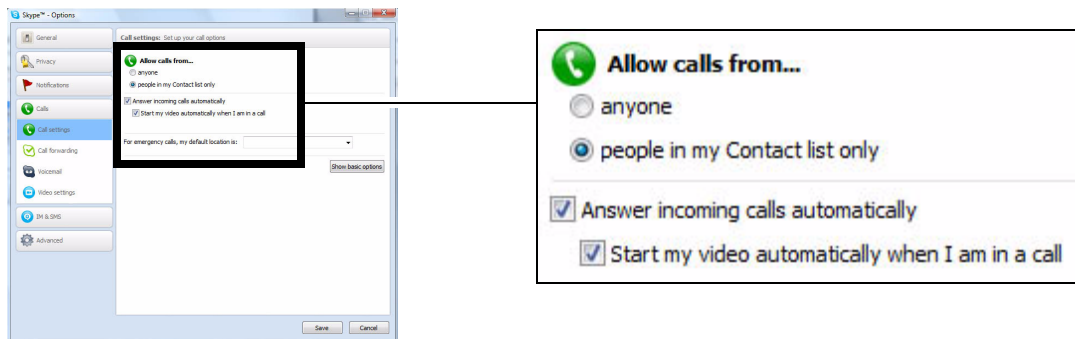 Skype™ - Options
General
Privacy
Notifications
Calls
Call settings
Call forwarding
Voicemail
Video settings
IM & SMS
Advanced
Call settings: Set up your call options
Allow calls from...
anyone
people in my Contact list only
Answer incoming calls automatically
Start my video automatically when I am in a call
For emergency calls, my default location is:
Show basic options
Save Cancel
Allow calls from...
anyone
people in my Contact list only
Answer incoming calls automatically
Start my video automatically when I am in a call